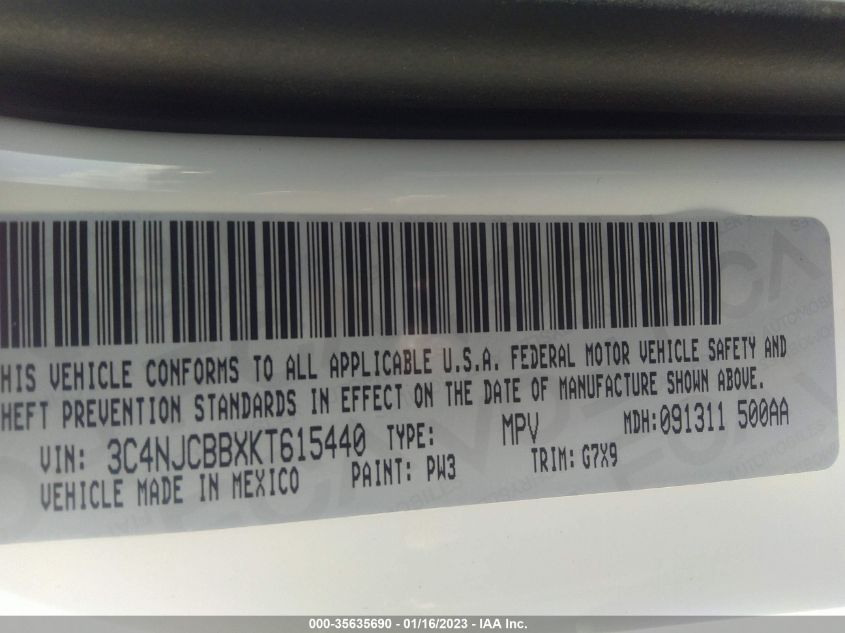 HIS VEHICLE CONFORMS TO ALL APPLICABLE U.S.A. FEDERAL MOTOR VEHICLE SAFETY AND
HEFT PREVENTION STANDARDS IN EFFECT ON THE DATE OF MANUFACTURE SHOWN ABOVE.
VIN: 3C4NJCBBXKT615440 TYPE: MPV MDH:091311 500AA
VEHICLE MADE IN MEXICO PAINT: PW3 TRIM: G7X9
000-35635690 - 01/16/2023 - IAA Inc.